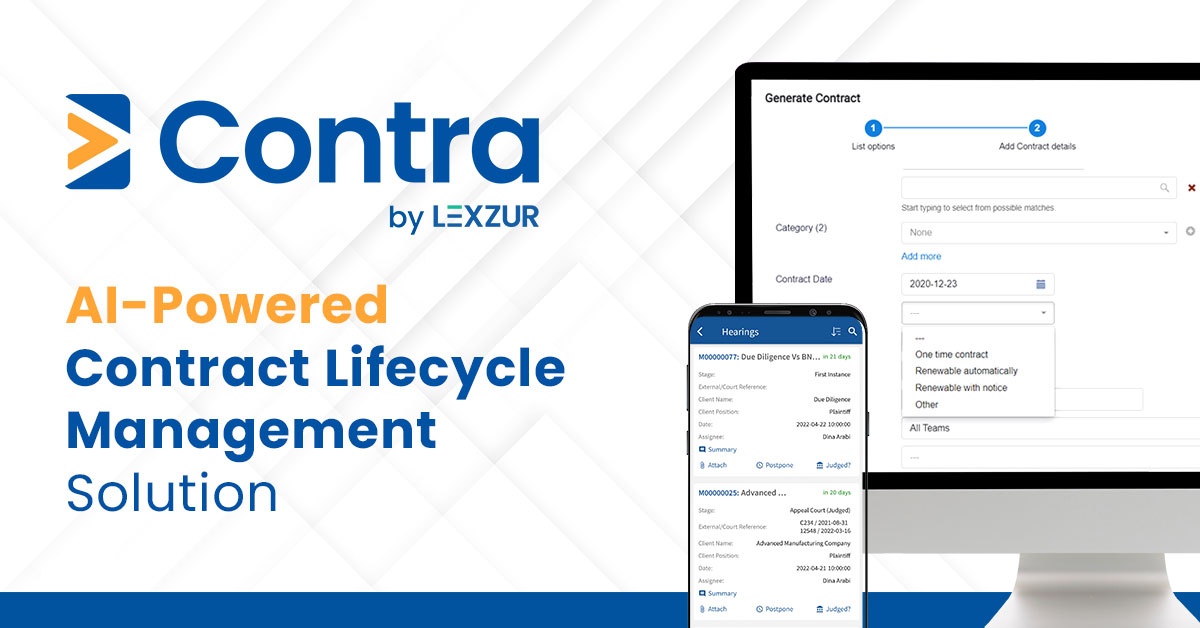 Contra
by LEXZUR
AI-Powered
Contract Lifecycle
Management
Solution
Generate Contract
1 2
List options Add Contract details
Start typing to select from possible matches.
Category (2) None
Add more
Contract Date 2020-12-23
---
---
One time contract
Renewable automatically
Renewable with notice
Other
All Teams
---
Hearings
M00000077: Due Diligence Vs BN... in 21 days
Stage: First Instance
External/Court Reference:
Client Name: Due Diligence
Client Position: Plaintiff
Date: 2022-04-22 10:00:00
Assignee: Dina Arabi
Summary
Attach Postpone Judged?
M00000025: Advanced ... in 20 days
Stage: Appeal Court (Judged)
C234 / 2021-08-31
External/Court Reference: 12548 / 2022-03-16
Client Name: Advanced Manufacturing Company
Client Position: Plaintiff
Date: 2022-04-21 10:00:00
Assignee: Dina Arabi
Summary
Attach Postpone Judged?